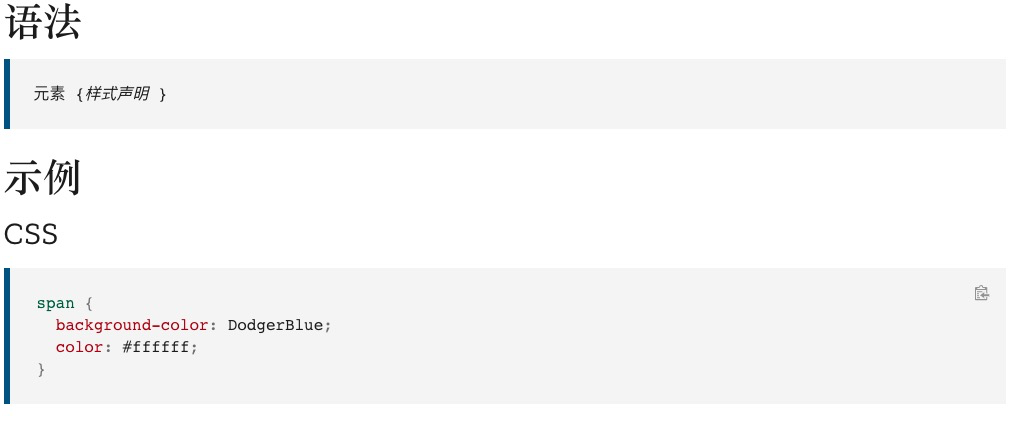 语法
元素 {样式声明 }
示例
CSS
span {
  background-color: DodgerBlue;
  color: #ffffff;
}